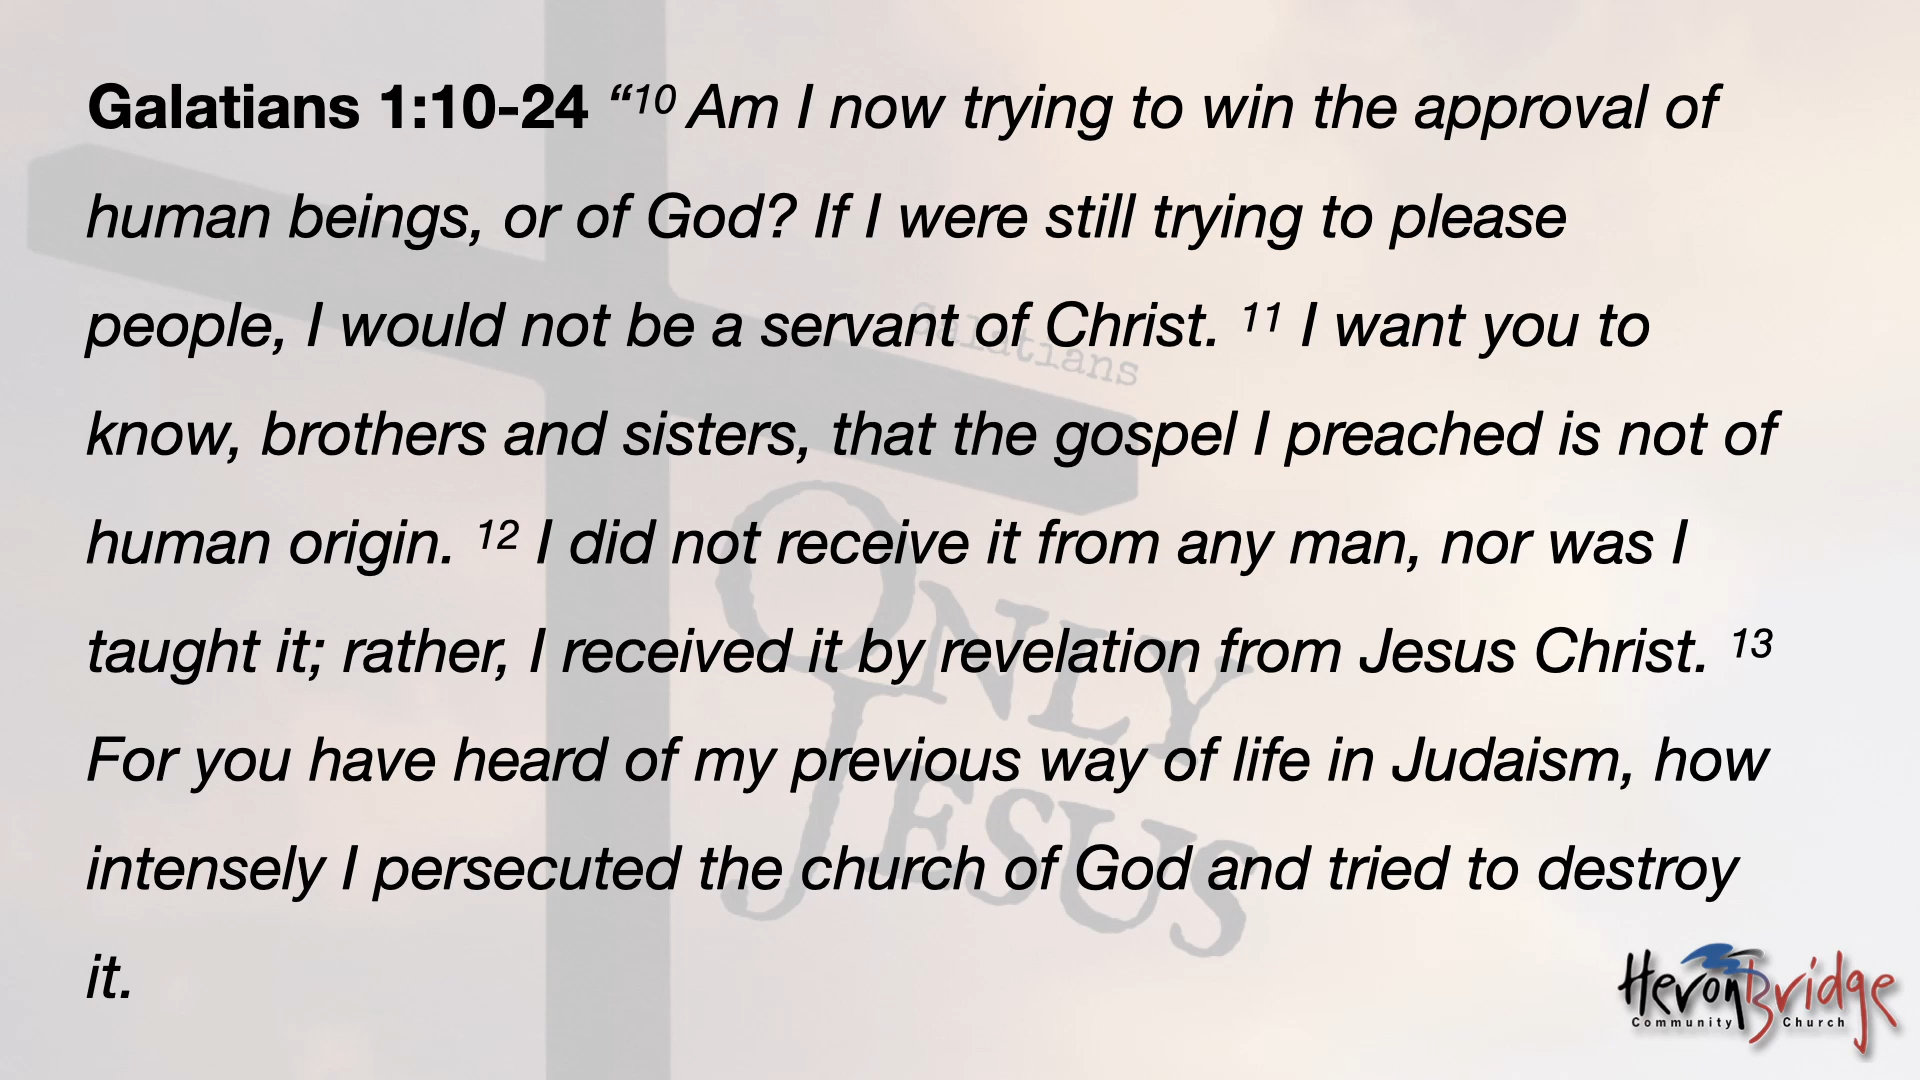 Galatians 1:10-24 “10 Am I now trying to win the approval of
human beings, or of God? If I were still trying to please
people, I would not be a servant of Christ. 11 I want you to
know, brothers and sisters, that the gospel I preached is not of
human origin. 12 I did not receive it from any man, nor was I
taught it; rather, I received it by revelation from Jesus Christ. 13
For you have heard of my previous way of life in Judaism, how
intensely I persecuted the church of God and tried to destroy
it.
Galatians
ONLY
JESUS
HeronBridge
Community Church